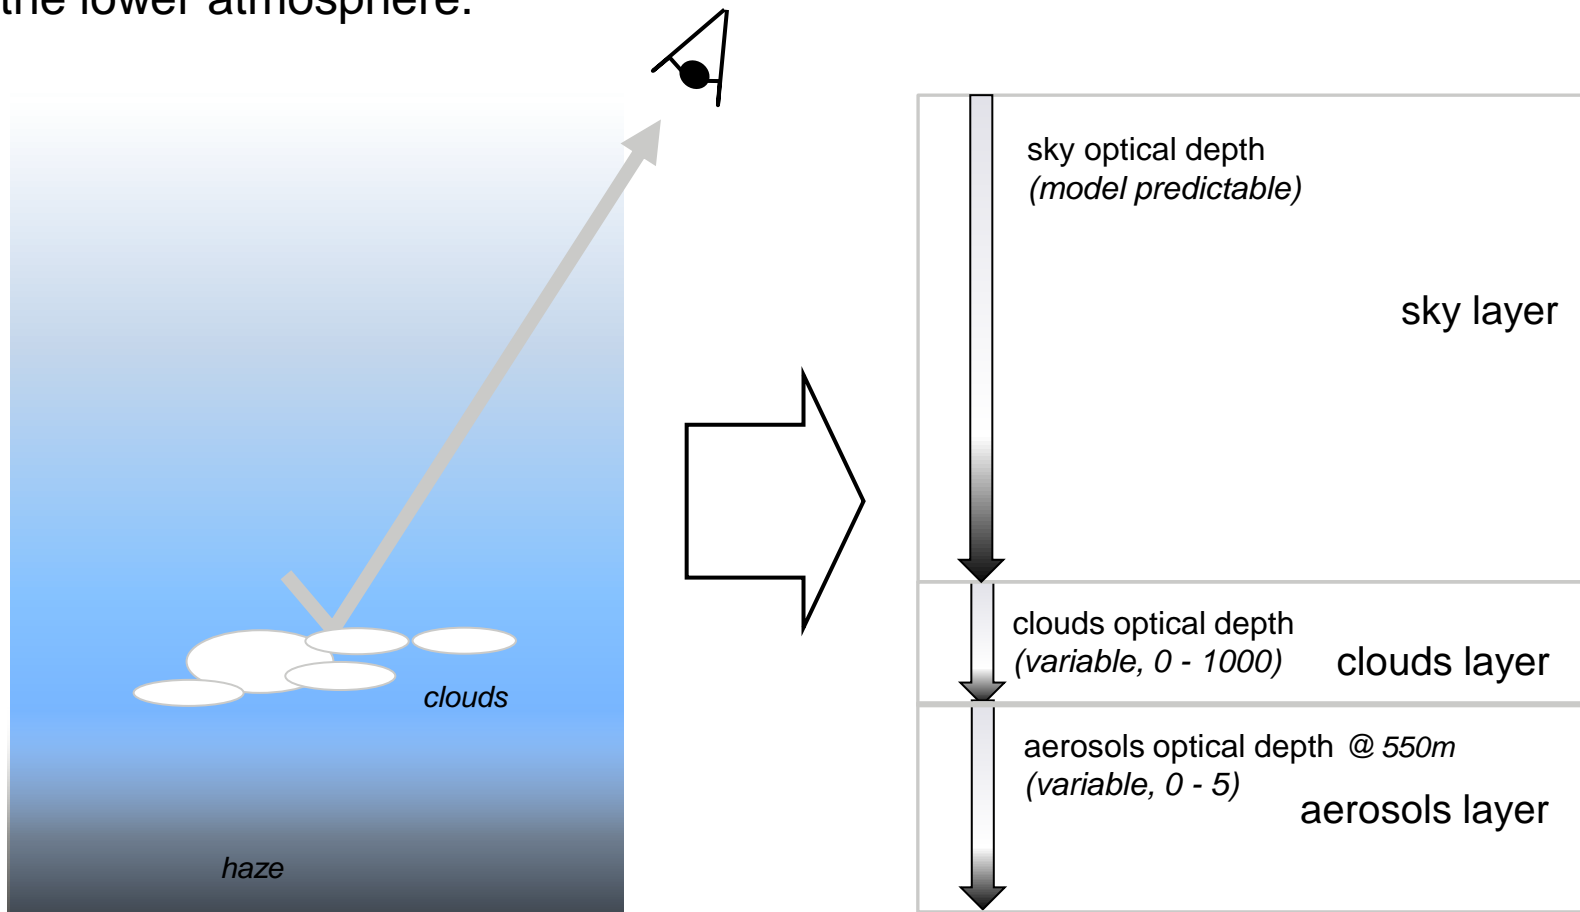 the lower atmosphere.
sky optical depth
(model predictable)
sky layer
clouds optical depth
(variable, 0 - 1000)
clouds layer
clouds
aerosols optical depth @ 550m
(variable, 0 - 5)
aerosols layer
haze